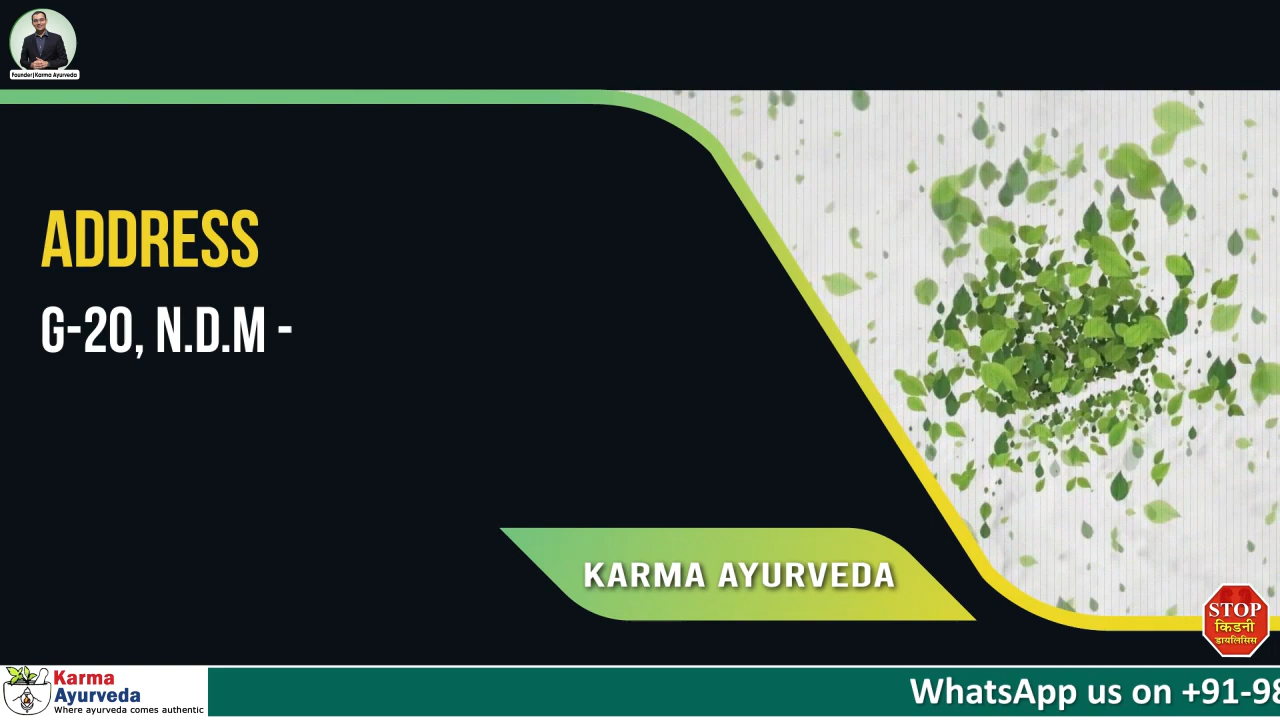 Founder|Karma Ayurveda
ADDRESS
G-20, N.D.M -
KARMA AYURVEDA
STOP
किडनी
डायलिसिस
Karma
Ayurveda
Where ayurveda comes authentic
WhatsApp us on +91-98